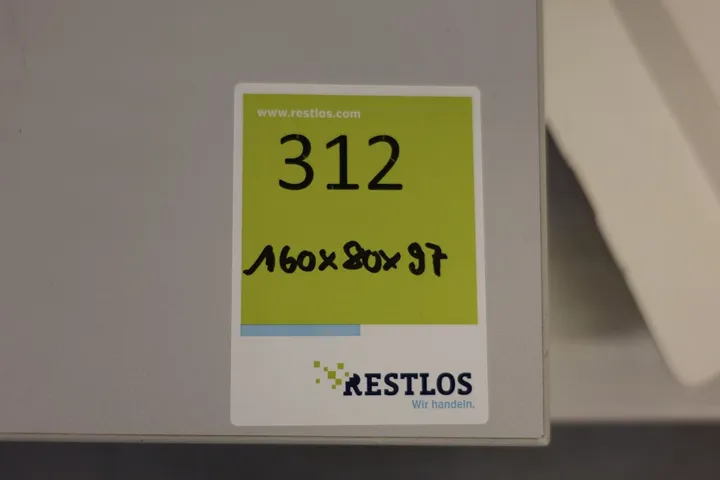 www.restlos.com
312
160x80x97
RESTLOS
Wir handeln.